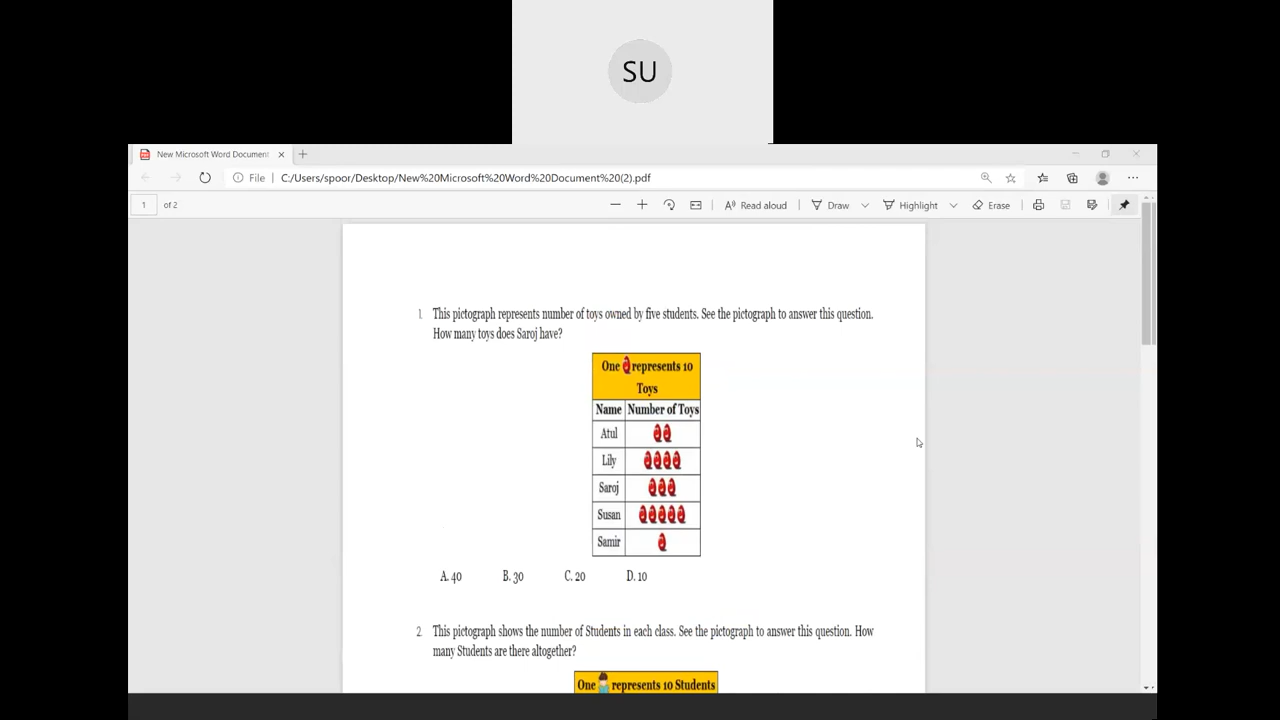 SU
New Microsoft Word Document
File C:/Users/spoor/Desktop/New%20Microsoft%20Word%20Document%20(2).pdf
1 of 2 Read aloud Draw Highlight Erase
1. This pictograph represents number of toys owned by five students. See the pictograph to answer this question.
How many toys does Saroj have?
One represents 10
Toys
Name Number of Toys
Atul
Lily
Saroj
Susan
Samir
A. 40 B. 30 C. 20 D. 10
2. This pictograph shows the number of Students in each class. See the pictograph to answer this question. How
many Students are there altogether?
One represents 10 Students